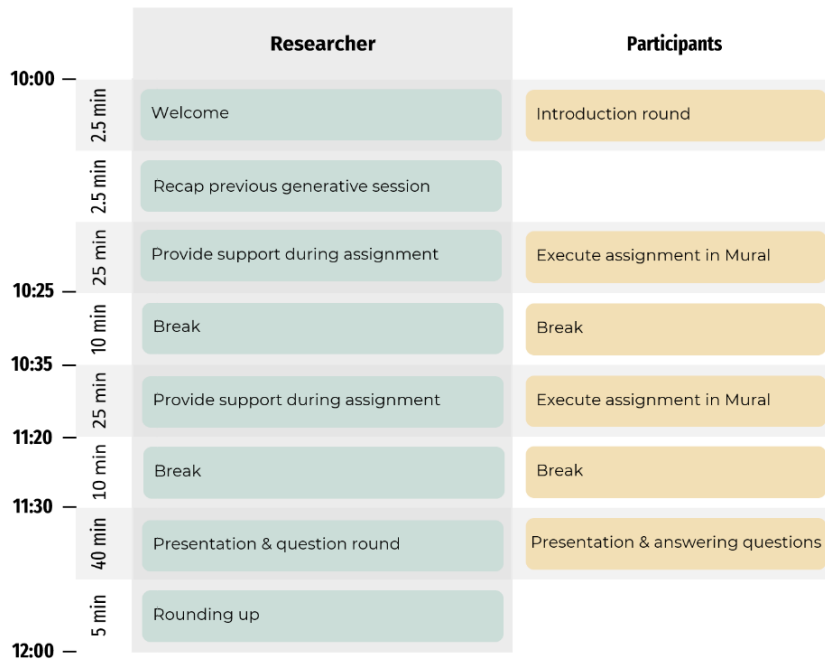 Researcher Participants
10:00
2.5 min Welcome Introduction round
2.5 min Recap previous generative session
25 min Provide support during assignment Execute assignment in Mural
10:25
10 min Break Break
10:35
25 min Provide support during assignment Execute assignment in Mural
11:20
10 min Break Break
11:30
40 min Presentation & question round Presentation & answering questions
5 min Rounding up
12:00